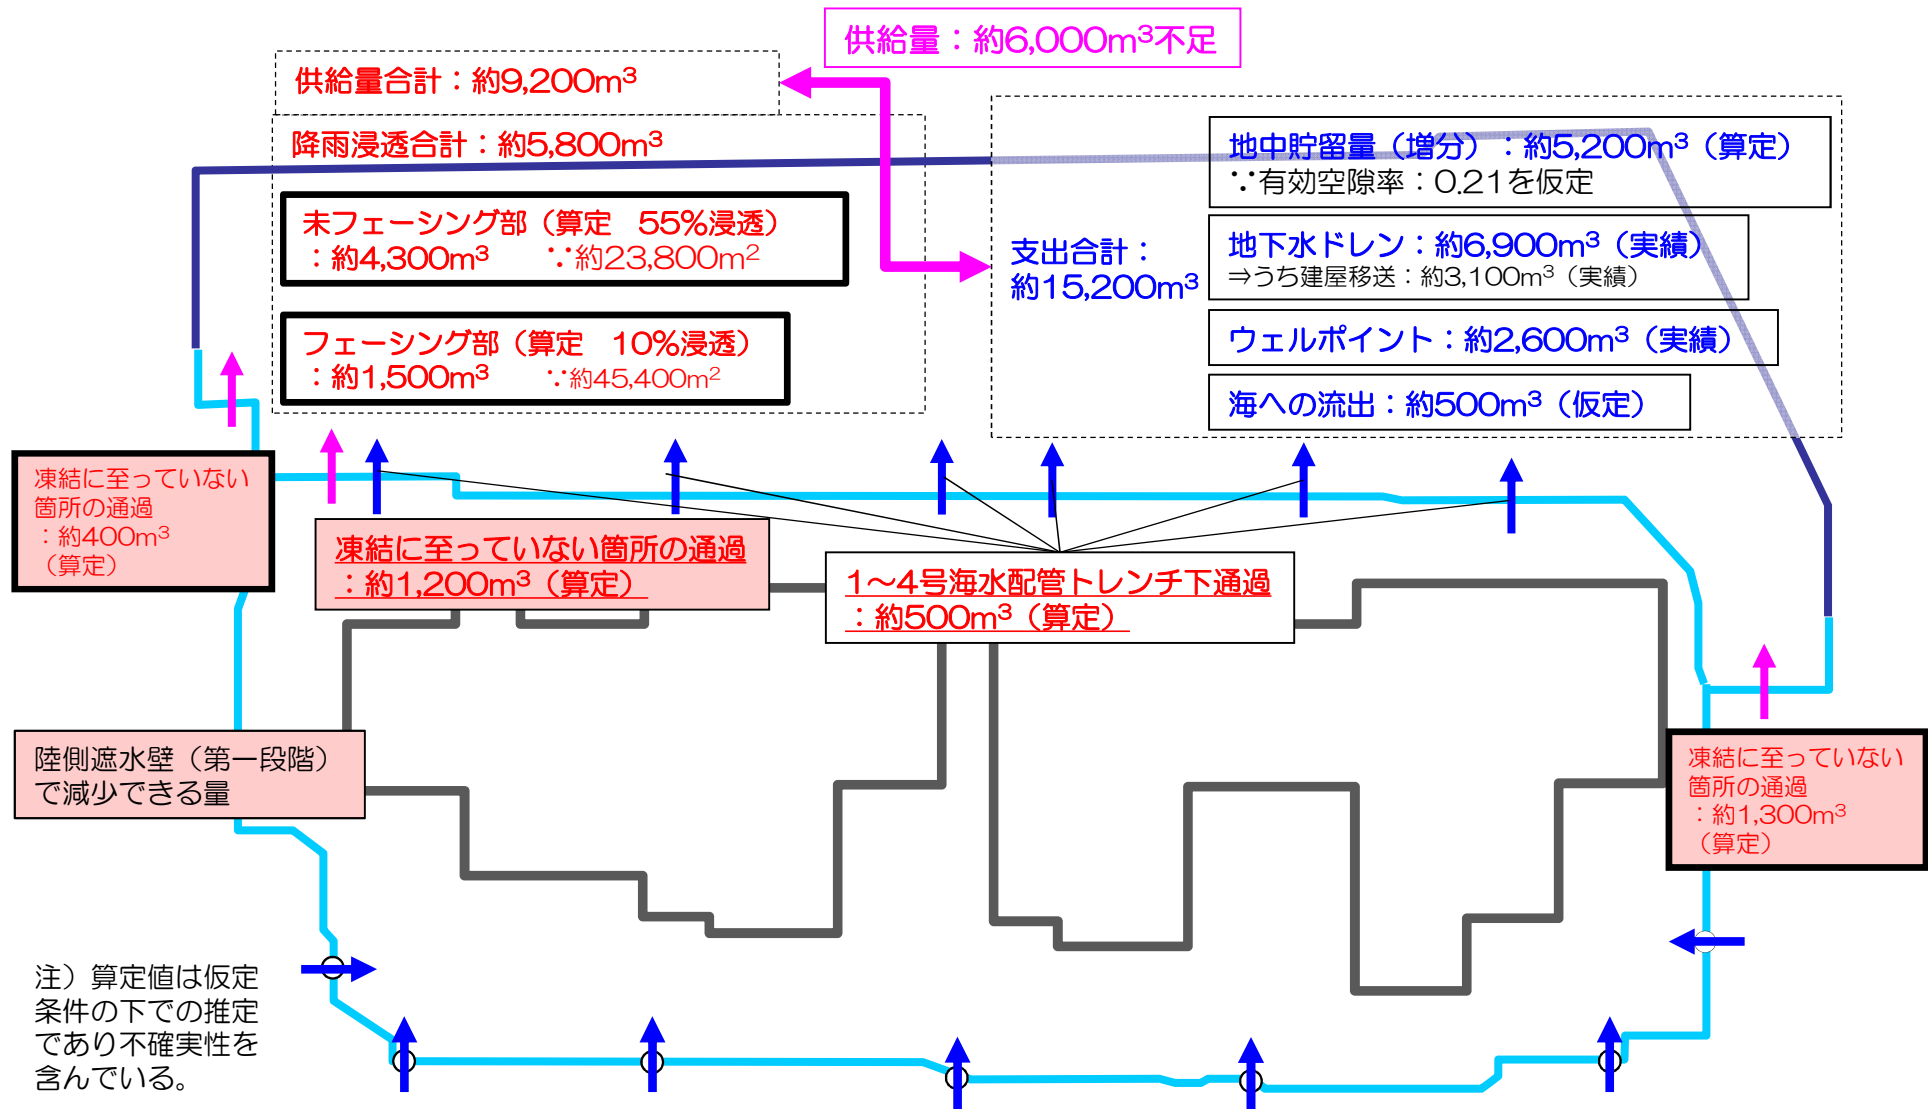 供給量：約6,000m³不足
供給量合計：約9,200m³
降雨浸透合計：約5,800m³
未フェーシング部（算定　55%浸透）
：約4,300m³　∵約23,800m²
フェーシング部（算定　10%浸透）
：約1,500m³　∵約45,400m²
支出合計：
約15,200m³
地中貯留量（増分）：約5,200m³（算定）
∵有効空隙率：0.21を仮定
地下水ドレン：約6,900m³（実績）
⇒うち建屋移送：約3,100m³（実績）
ウェルポイント：約2,600m³（実績）
海への流出：約500m³（仮定）
凍結に至っていない
箇所の通過
：約400m³
（算定）
凍結に至っていない箇所の通過
：約1,200m³（算定）
1～4号海水配管トレンチ下通過
：約500m³（算定）
陸側遮水壁（第一段階）
で減少できる量
凍結に至っていない
箇所の通過
：約1,300m³
（算定）
注）算定値は仮定
条件の下での推定
であり不確実性を
含んでいる。